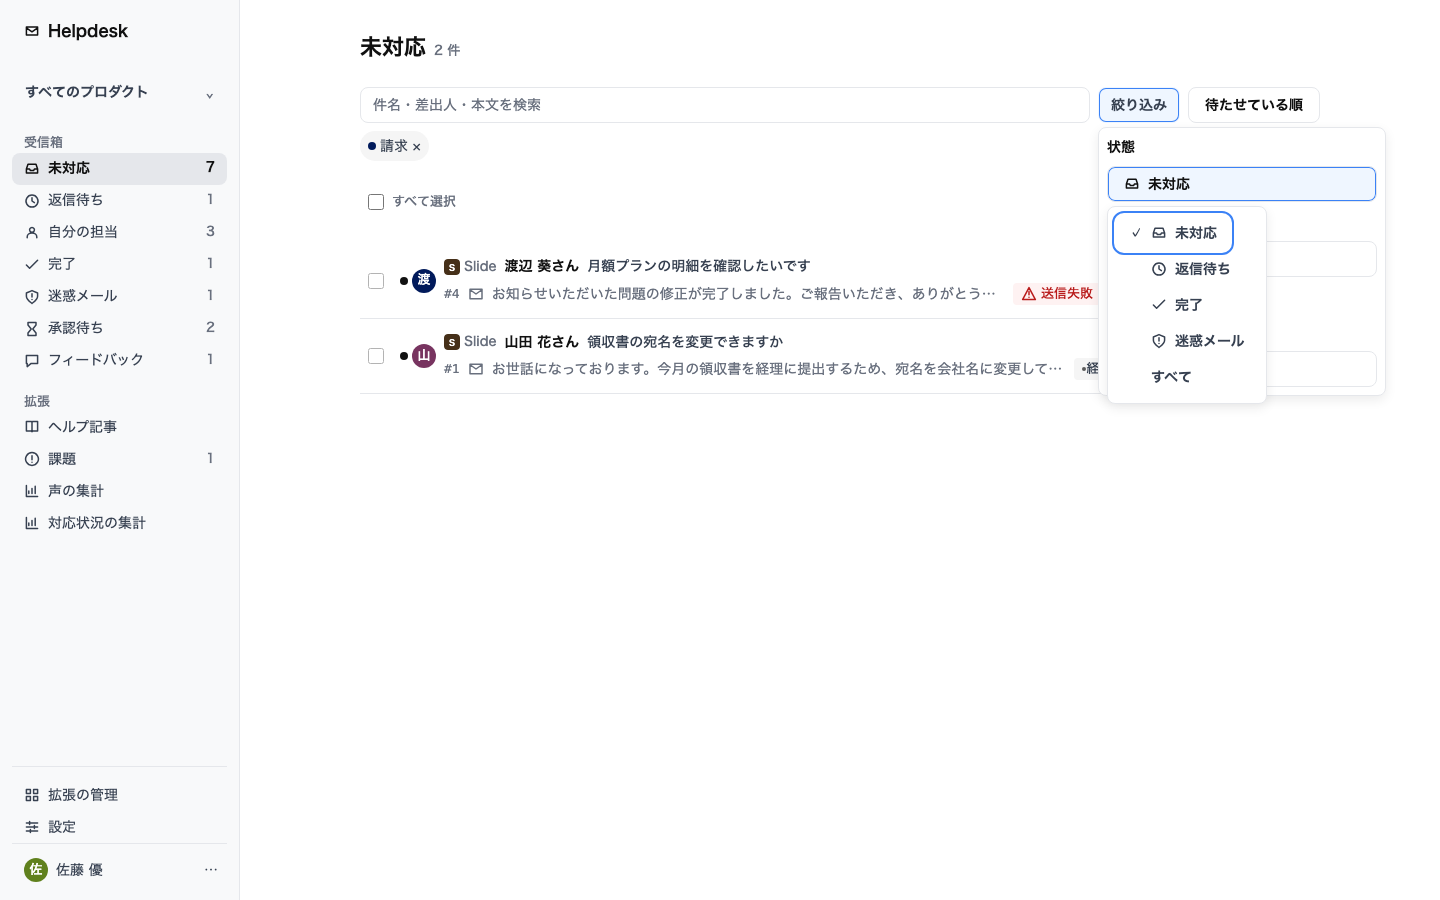 Helpdesk
すべてのプロダクト
受信箱
未対応 7
返信待ち 1
自分の担当 3
完了 1
迷惑メール 1
承認待ち 2
フィードバック 1
拡張
ヘルプ記事
課題 1
声の集計
対応状況の集計
拡張の管理
設定
佐 佐藤 優 …
未対応 2 件
件名・差出人・本文を検索
絞り込み
待たせている順
請求 ×
すべて選択
渡 S Slide 渡辺 葵さん 月額プランの明細を確認したいです
#4 お知らせいただいた問題の修正が完了しました。ご報告いただき、ありがとう… 送信失敗
山 S Slide 山田 花さん 領収書の宛名を変更できますか
#1 お世話になっております。今月の領収書を経理に提出するため、宛名を会社名に変更して… •経
状態
未対応
✓ 未対応
返信待ち
完了
迷惑メール
すべて